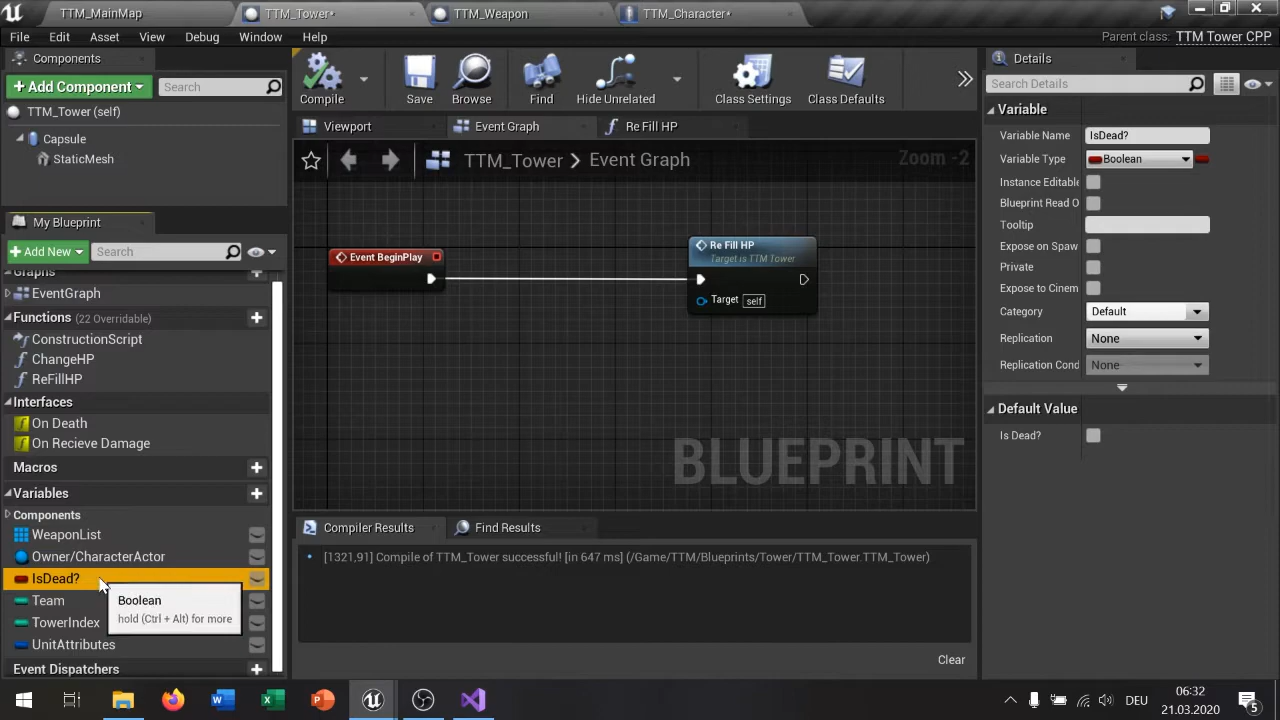 TTM_MainMap
TTM_Tower*
TTM_Weapon
TTM_Character*
File Edit Asset View Debug Window Help
Parent class: TTM Tower CPP
Components
+ Add Component
Search
TTM_Tower (self)
Capsule
StaticMesh
My Blueprint
+ Add New
Search
Graphs
EventGraph
Functions (22 Overridable)
ConstructionScript
ChangeHP
ReFillHP
Interfaces
On Death
On Recieve Damage
Macros
Variables
Components
WeaponList
Owner/CharacterActor
IsDead?
Team
TowerIndex
UnitAttributes
Event Dispatchers
Boolean
hold (Ctrl + Alt) for more
Compile
Save
Browse
Find
Hide Unrelated
Class Settings
Class Defaults
Viewport
Event Graph
Re Fill HP
TTM_Tower > Event Graph
Zoom -2
Event BeginPlay
Re Fill HP
Target is TTM Tower
Target self
BLUEPRINT
Compiler Results
Find Results
[1321,91] Compile of TTM_Tower successful! [in 647 ms] (/Game/TTM/Blueprints/Tower/TTM_Tower.TTM_Tower)
Clear
Details
Search Details
Variable
Variable Name IsDead?
Variable Type Boolean
Instance Editable
Blueprint Read O
Tooltip
Expose on Spaw
Private
Expose to Cinem
Category Default
Replication None
Replication Cond None
Default Value
Is Dead?
DEU
06:32
21.03.2020
5